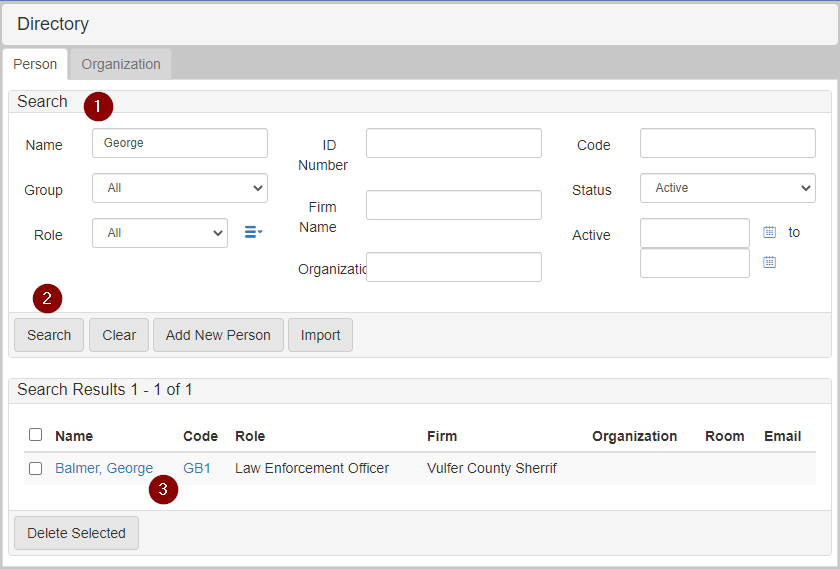 Directory
Person Organization
Search 1
Name George ID Number Code
Group All Firm Name Status Active
Role All Organizatio Active to
2
Search Clear Add New Person Import
Search Results 1 - 1 of 1
Name Code Role Firm Organization Room Email
Balmer, George GB1 Law Enforcement Officer Vulfer County Sherrif
3
Delete Selected